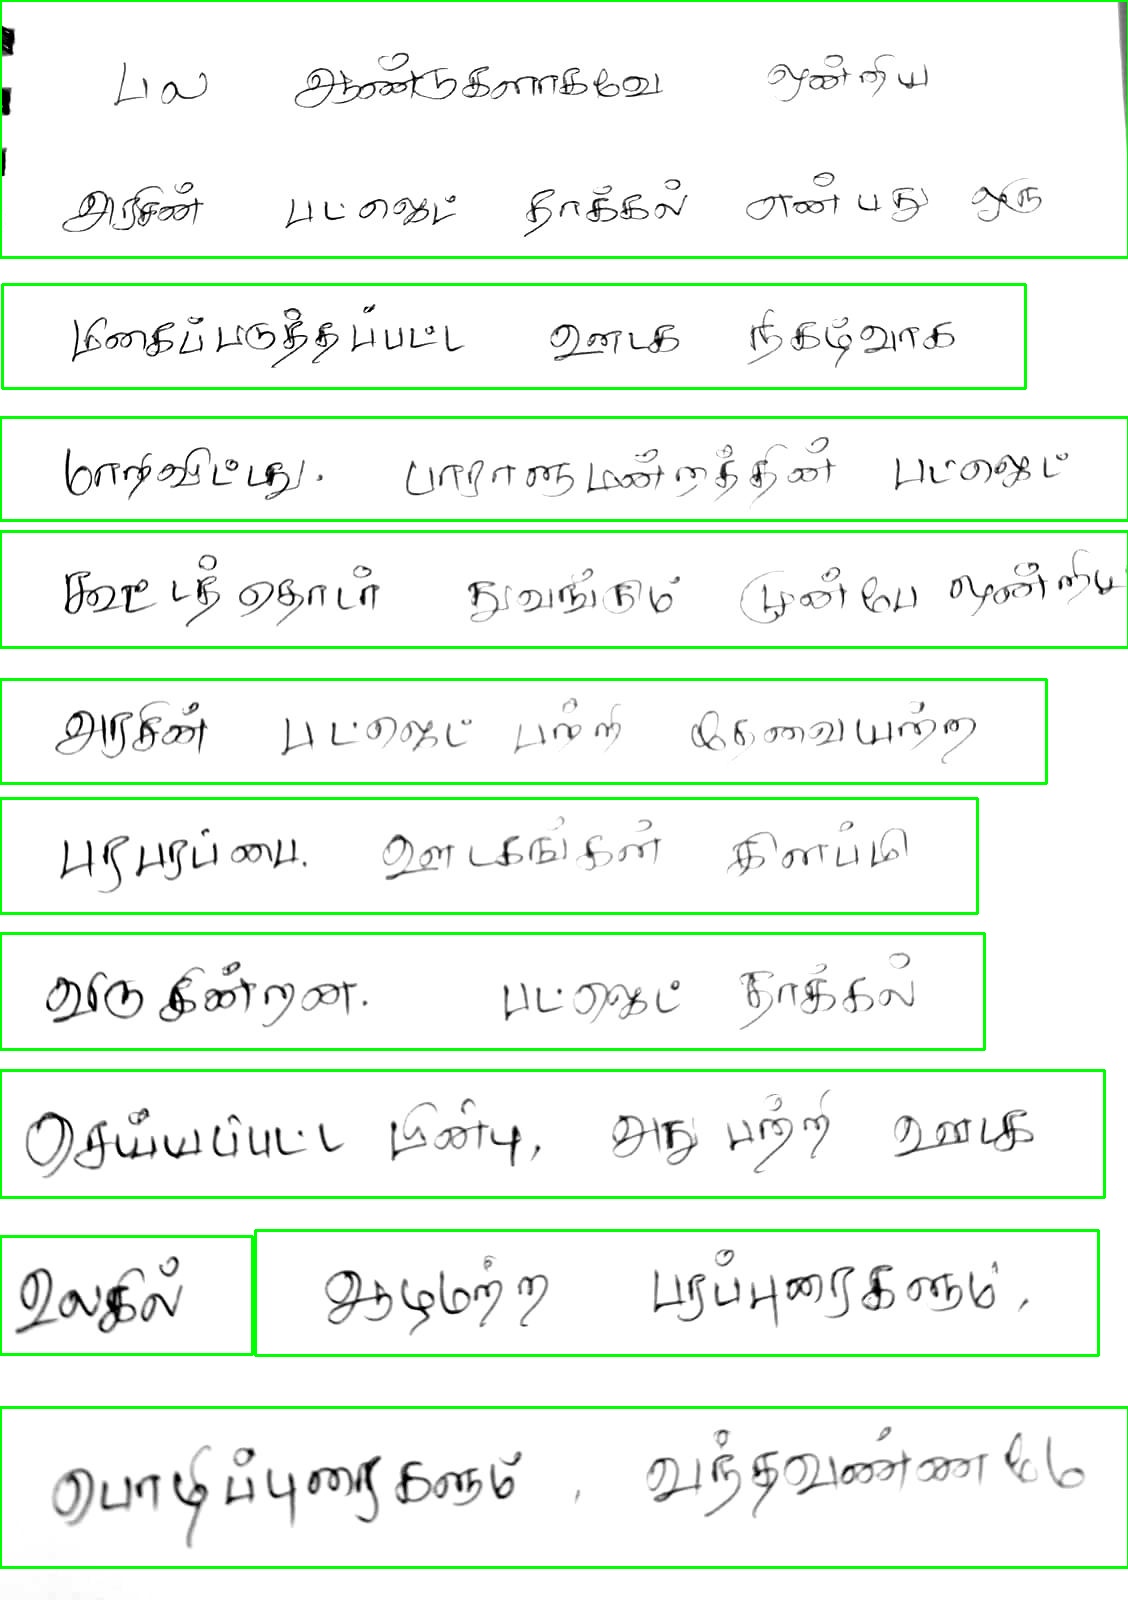 பல ஆண்டுகளாகவே ஒன்றிய
அரசின் பட்ஜெட் தாக்கல் என்பது ஒரு
மிகைப்படுத்தப்பட்ட ஊடக நிகழ்வாக
மாறிவிட்டது. பாராளுமன்றத்தின் பட்ஜெட்
கூட்டத் தொடர் துவங்கும் முன்பே ஒன்றிய
அரசின் பட்ஜெட் பற்றி தேவையற்ற
பரபரப்பை. ஊடகங்கள் கிளப்பி
வருகின்றன. பட்ஜெட் தாக்கல்
செய்யப்பட்ட பின்பு, அது பற்றி ஊடக
உலகில் ஆழமற்ற பரப்புரைகளும்,
பொழிப்புரைகளும் , வந்தவண்ணமே